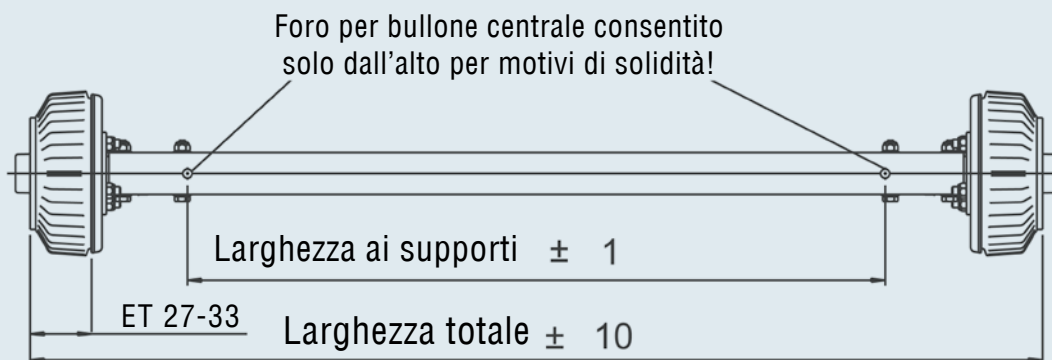 Foro per bullone centrale consentito
solo dall'alto per motivi di solidità!
Larghezza ai supporti ± 1
ET 27-33
Larghezza totale ± 10